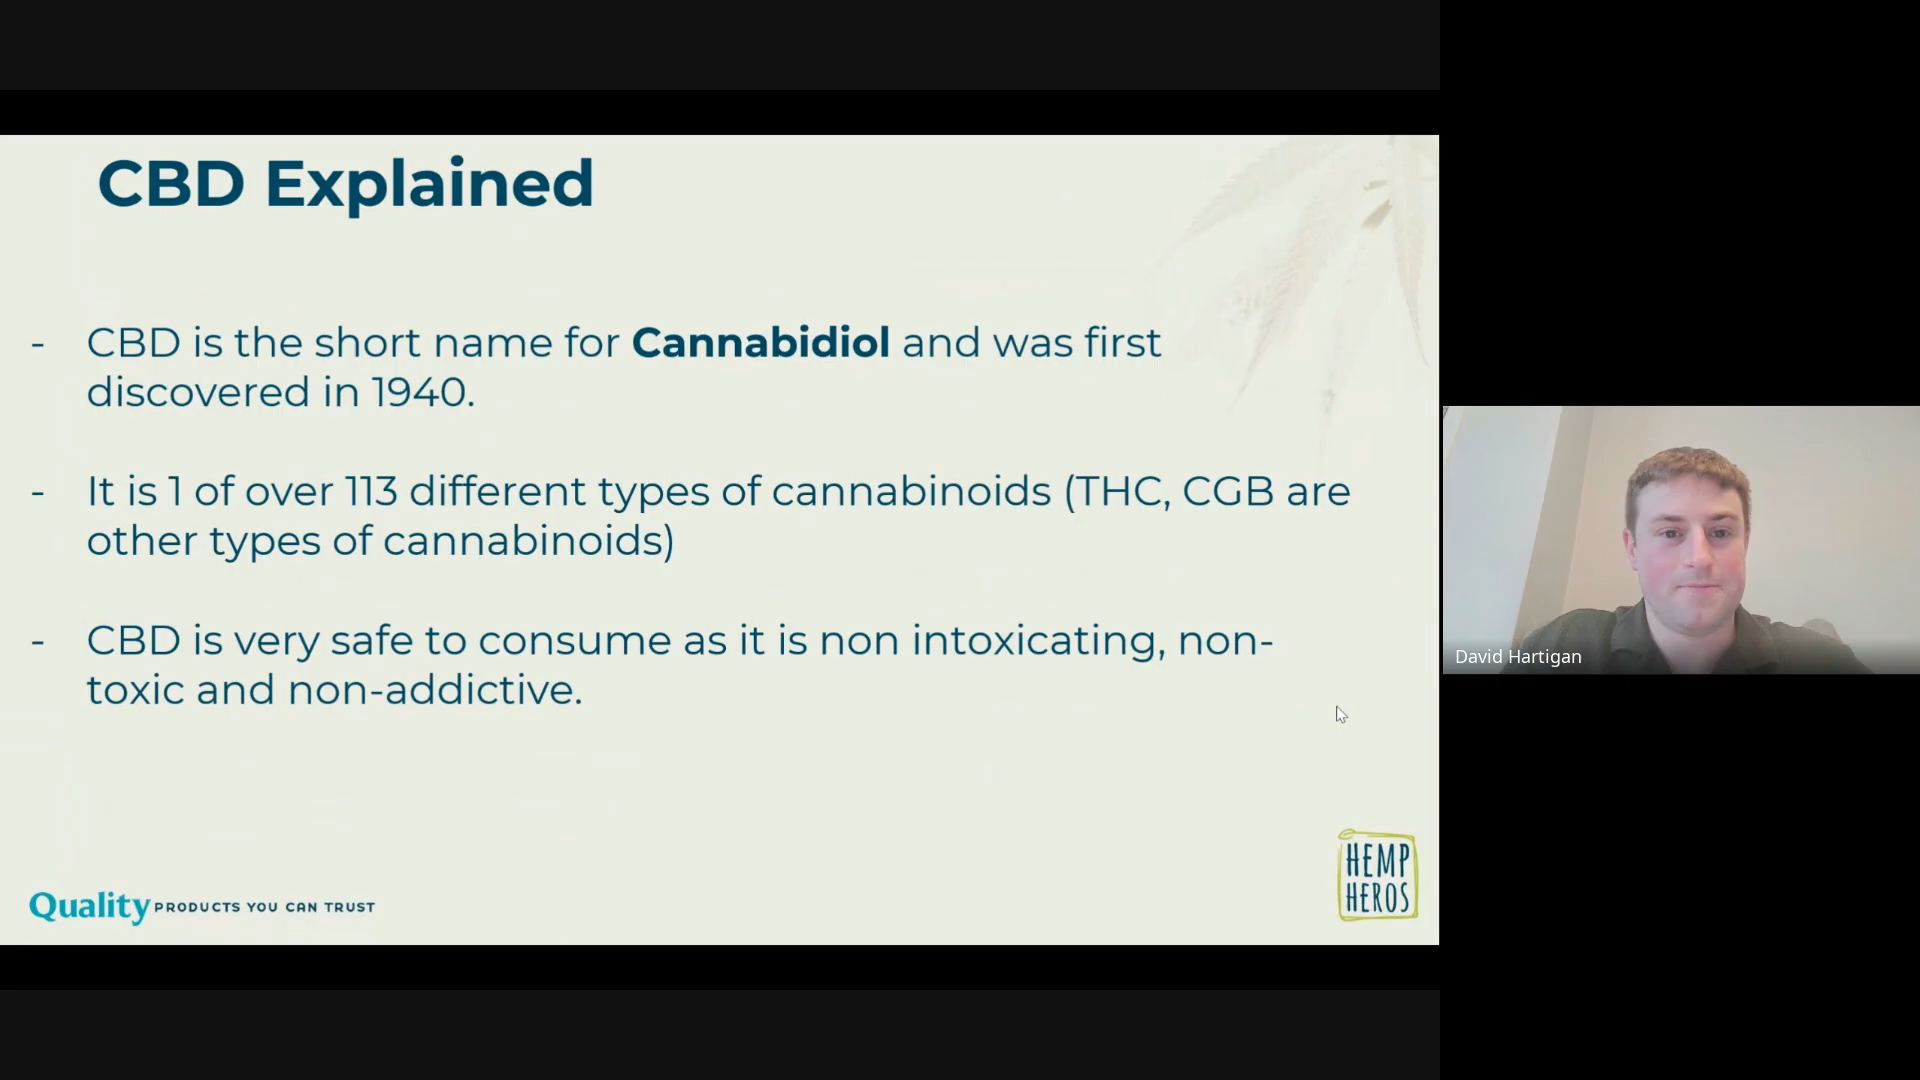 CBD Explained
- CBD is the short name for Cannabidiol and was first
discovered in 1940.
- It is 1 of over 113 different types of cannabinoids (THC, CGB are
other types of cannabinoids)
- CBD is very safe to consume as it is non intoxicating, non-
toxic and non-addictive.
Quality PRODUCTS YOU CAN TRUST
HEMP
HEROS
David Hartigan